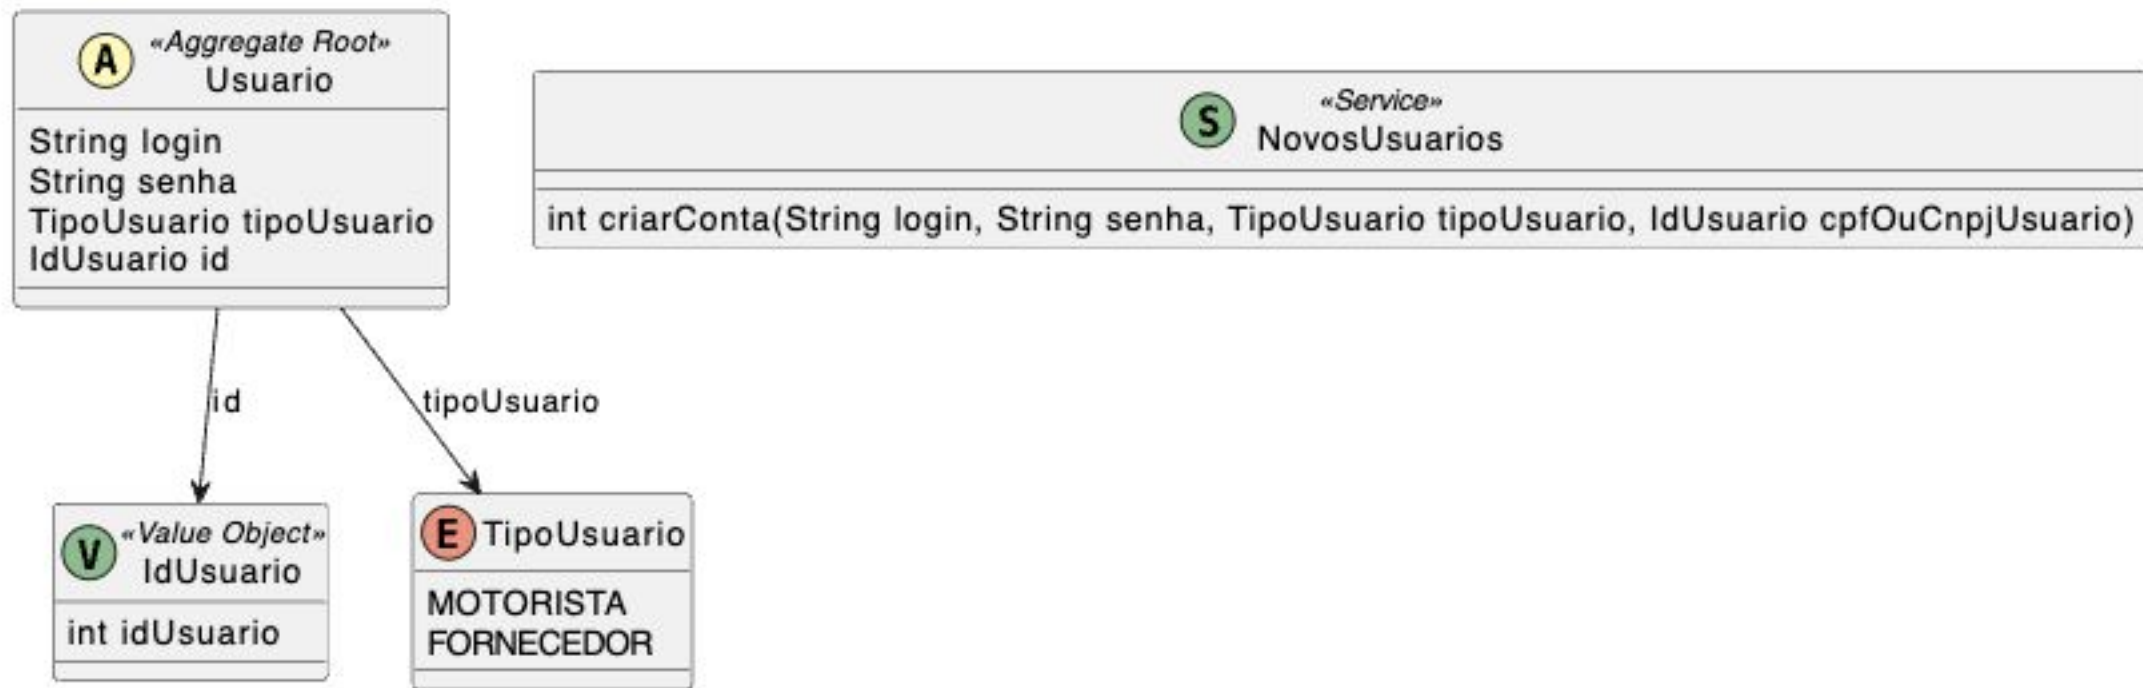 A
«Aggregate Root»
Usuario
String login
String senha
TipoUsuario tipoUsuario
IdUsuario id
S
«Service»
NovosUsuarios
int criarConta(String login, String senha, TipoUsuario tipoUsuario, IdUsuario cpfOuCnpjUsuario)
id
tipoUsuario
V
«Value Object»
IdUsuario
int idUsuario
E TipoUsuario
MOTORISTA
FORNECEDOR